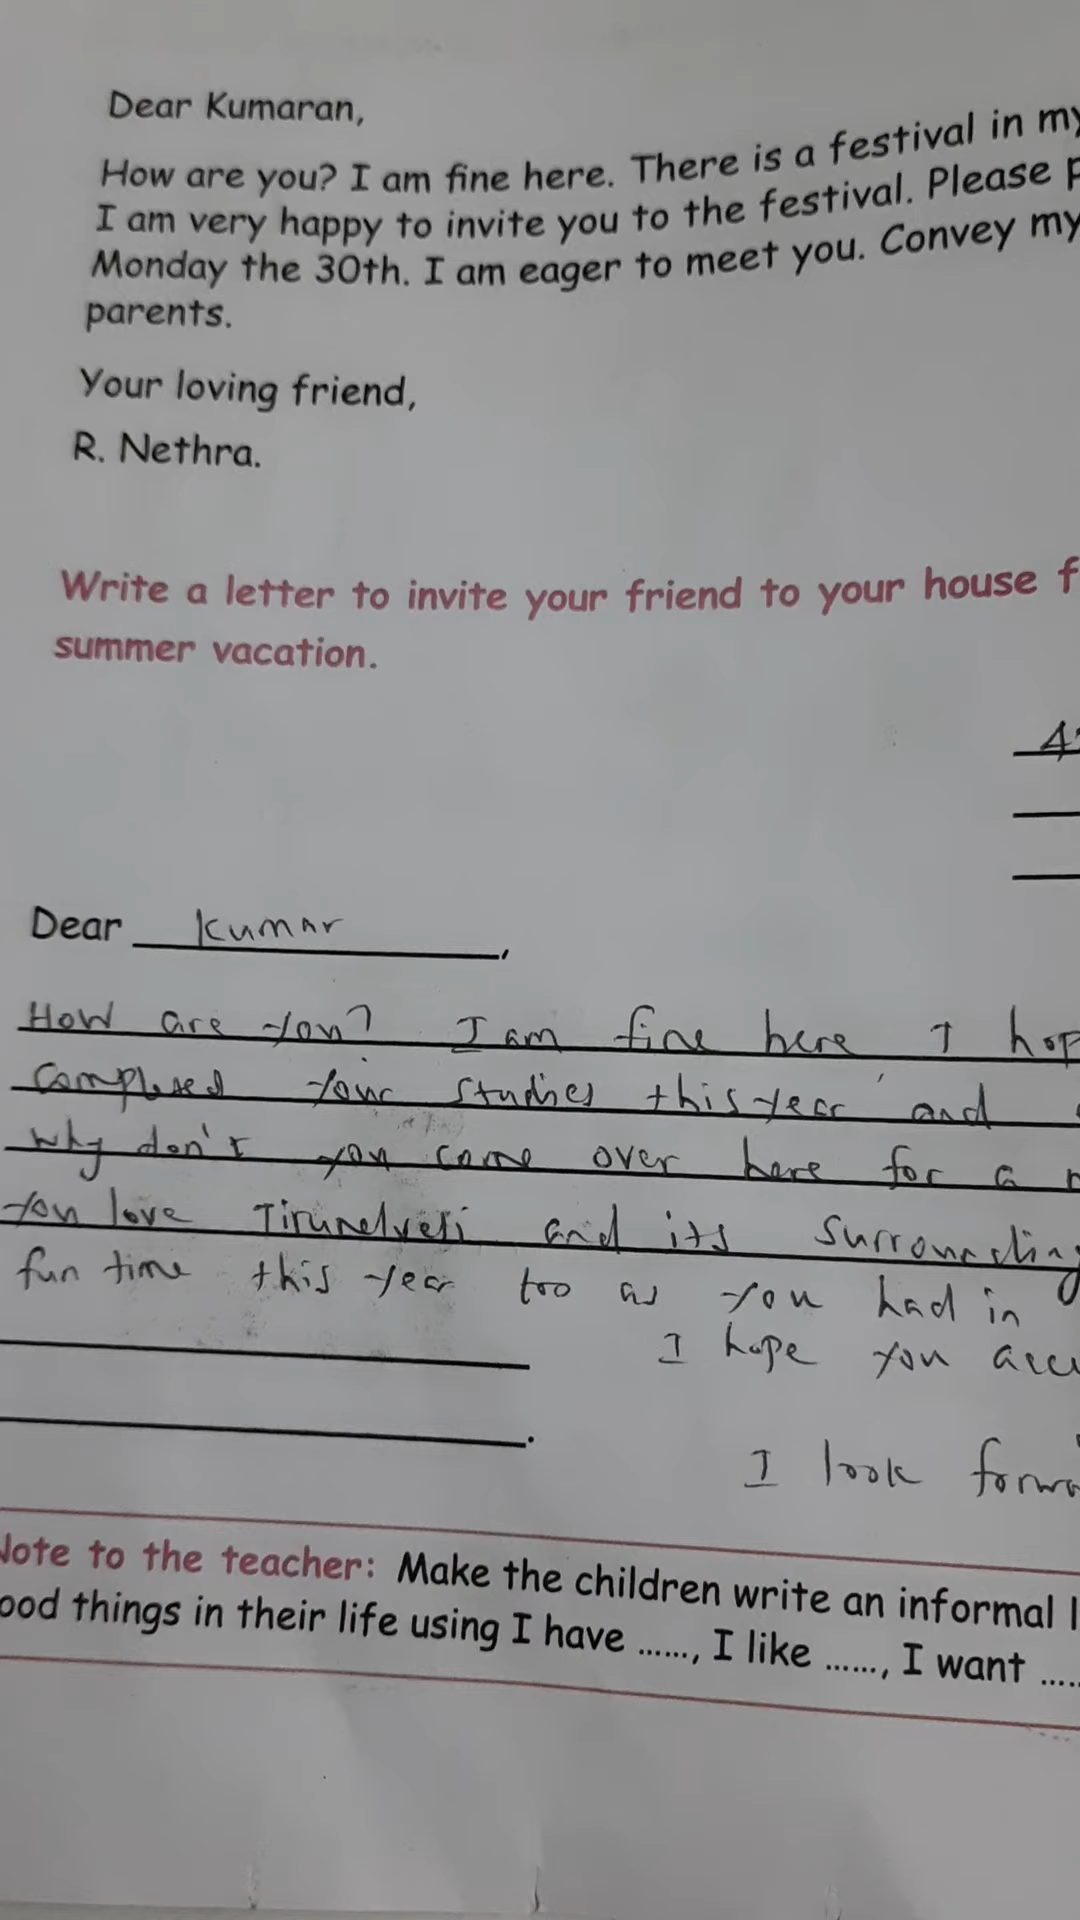 Dear Kumaran,
How are you? I am fine here. There is a festival in my
I am very happy to invite you to the festival. Please
Monday the 30th. I am eager to meet you. Convey my
parents.
Your loving friend,
R. Nethra.
Write a letter to invite your friend to your house
summer vacation.
4
Dear Kumar,
How are you? I am fine here I
completed your studies this year and
why don't you come over here for a
you love Tirunelveli and its
fun time this year too as you had in
I hope you
I look
Note to the teacher: Make the children write an informal
ood things in their life using I have ......, I like ......, I want .....